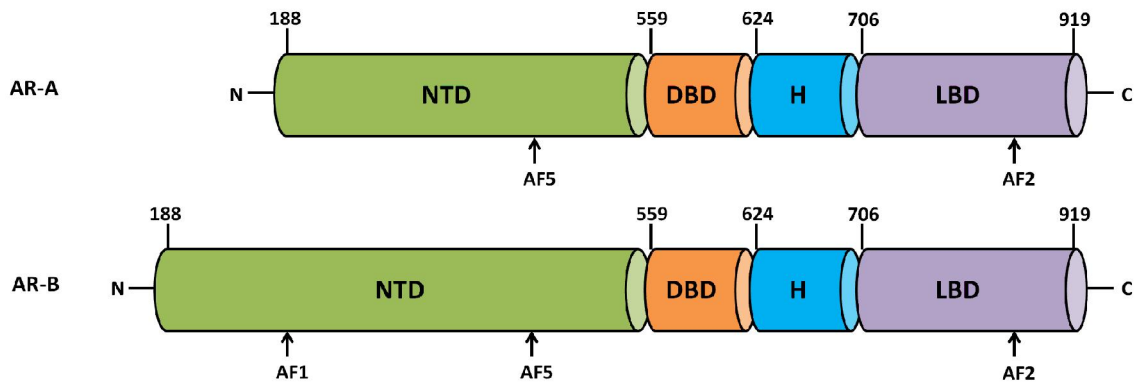 188 559 624 706 919
AR-A N NTD DBD H LBD C
AF5 AF2
188 559 624 706 919
AR-B N NTD DBD H LBD C
AF1 AF5 AF2